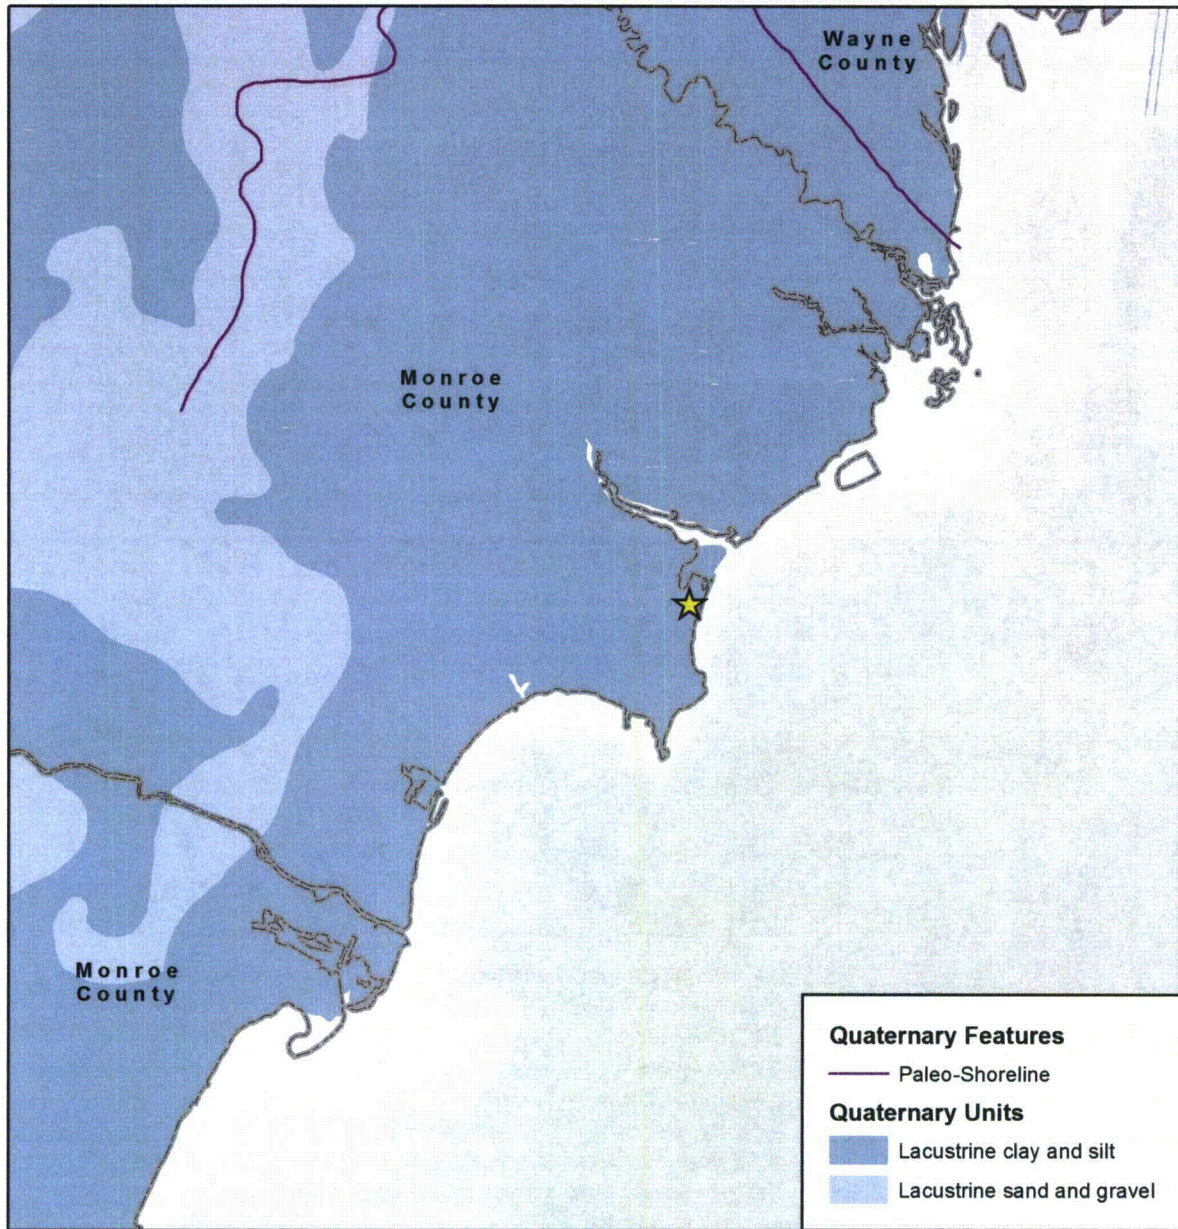 Wayne
County
Monroe
County
Monroe
County
Quaternary Features
Paleo-Shoreline
Quaternary Units
Lacustrine clay and silt
Lacustrine sand and gravel